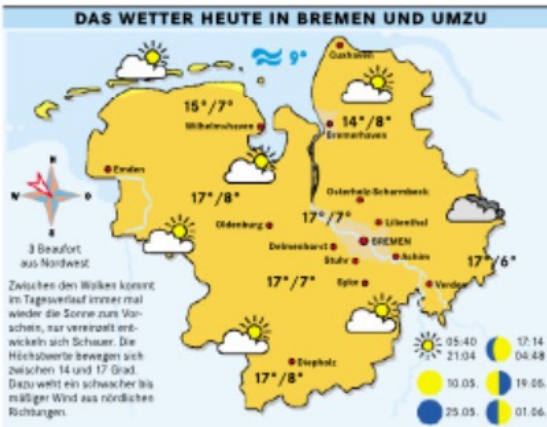 DAS WETTER HEUTE IN BREMEN UND UMZU
Cuxhaven
9°
15°/7°
14°/8°
Wilhelmshaven
Bremerhaven
Emden
N
W O
S
17°/8°
Osterholz-Scharmbeck
17°/7°
Lilienthal
Oldenburg
BREMEN
Delmenhorst
3 Beaufort
aus Nordwest
Stuhr
Achim
17°/6°
17°/7°
Syke
Verden
Zwischen den Wolken kommt
im Tagesverlauf immer mal
wieder die Sonne zum Vor-
schein, nur vereinzelt ent-
wickeln sich Schauer. Die
Höchstwerte bewegen sich
zwischen 14 und 17 Grad.
Dazu weht ein schwacher bis
mäßiger Wind aus nördlichen
Richtungen.
Diepholz
17°/8°
05:40 17:14
21:04 04:48
10.05. 19.05.
25.05. 01.06.